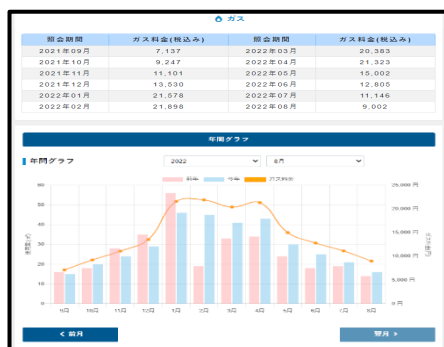 ガス
照会期間 ガス料金(税込み) 照会期間 ガス料金(税込み)
2021年09月 7,137 2022年03月 20,383
2021年10月 9,247 2022年04月 21,323
2021年11月 11,101 2022年05月 15,002
2021年12月 13,530 2022年06月 12,805
2022年01月 21,578 2022年07月 11,146
2022年02月 21,898 2022年08月 9,002
年間グラフ
年間グラフ 2022 8月
前年 今年 ガス料金
60 25,000 円
50 20,000 円
40 15,000 円
30
20 10,000 円
10 5,000 円
0 0 円
9月 10月 11月 12月 1月 2月 3月 4月 5月 6月 7月 8月
< 前月 翌月 >